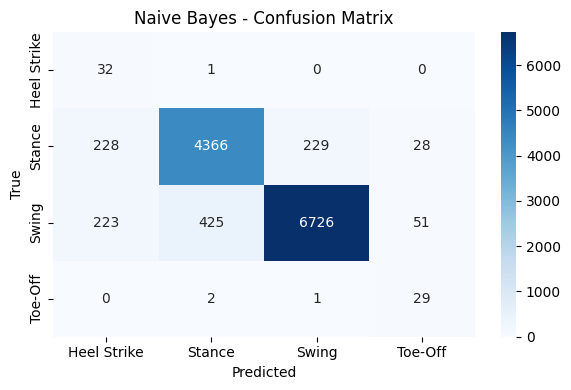 Naive Bayes - Confusion Matrix
True
Heel Strike 32 1 0 0
Stance 228 4366 229 28
Swing 223 425 6726 51
Toe-Off 0 2 1 29
Heel Strike Stance Swing Toe-Off
Predicted
6000
5000
4000
3000
2000
1000
0